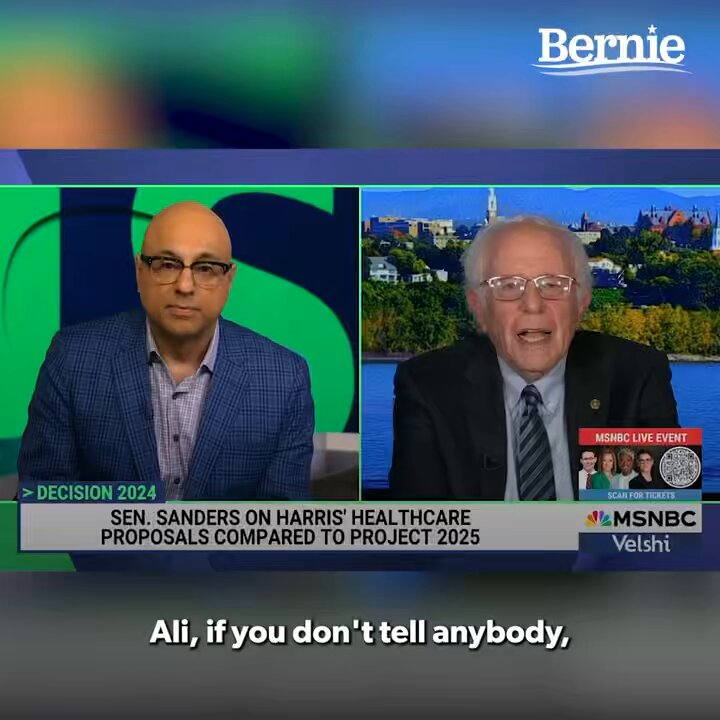 Bernie
> DECISION 2024
SEN. SANDERS ON HARRIS' HEALTHCARE
PROPOSALS COMPARED TO PROJECT 2025
MSNBC LIVE EVENT
SCAN FOR TICKETS
MSNBC
Velshi
Ali, if you don't tell anybody,